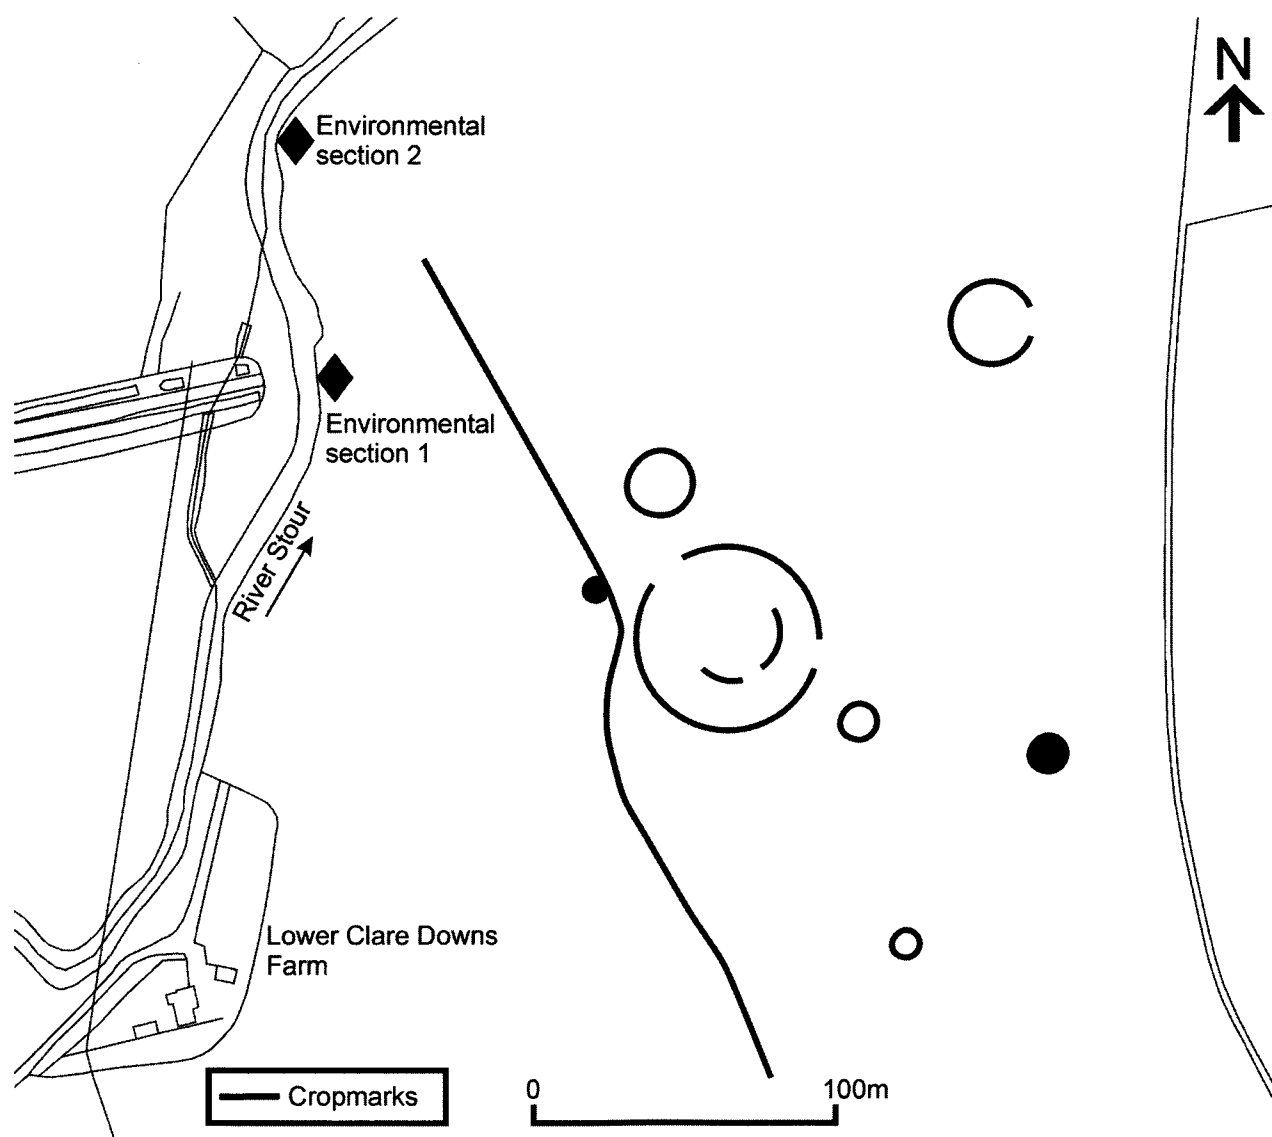 N
Environmental
section 2
Environmental
section 1
River Stour
Lower Clare Downs
Farm
Cropmarks
0
100m